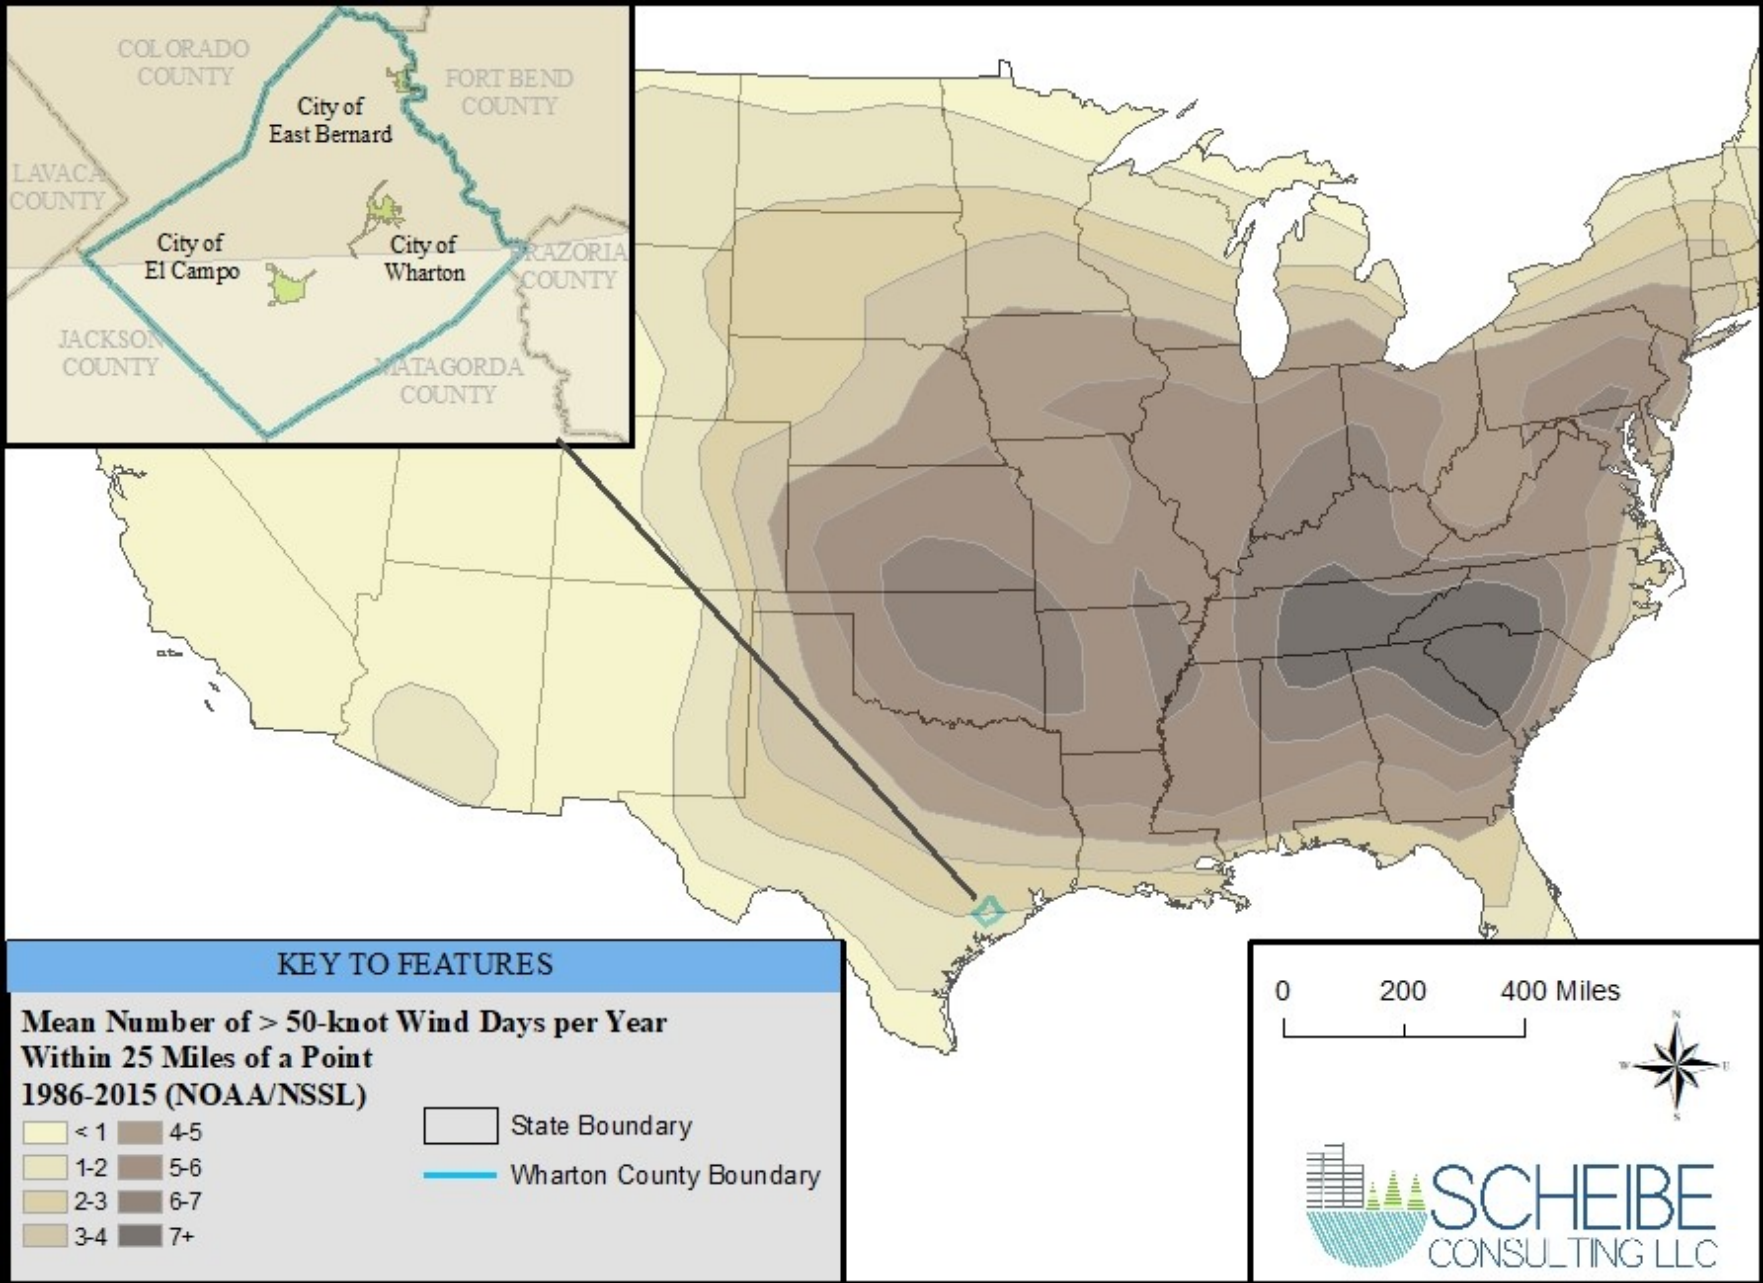 COLORADO
COUNTY
FORT BEND
COUNTY
City of
East Bernard
LAVACA
COUNTY
City of
El Campo
City of
Wharton
BRAZORIA
COUNTY
JACKSON
COUNTY
MATAGORDA
COUNTY
KEY TO FEATURES
Mean Number of > 50-knot Wind Days per Year
Within 25 Miles of a Point
1986-2015 (NOAA/NSSL)
< 1
4-5
1-2
5-6
2-3
6-7
3-4
7+
State Boundary
Wharton County Boundary
0 200 400 Miles
N
W E
S
SCHEIBE
CONSULTING LLC